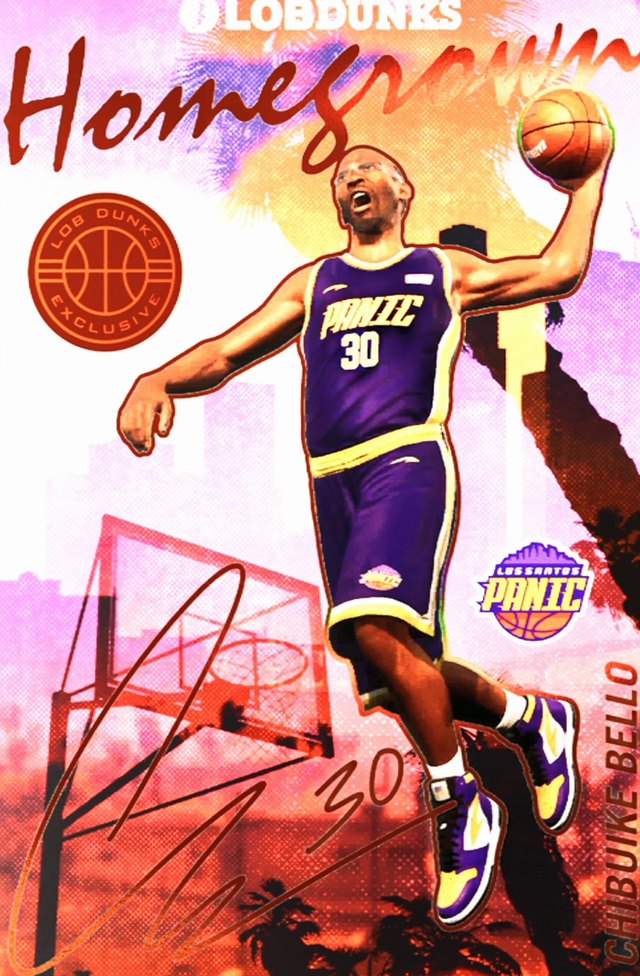 LOBDUNKS
Homegrown
LOB DUNKS
EXCLUSIVE
PANIC
30
LOS SANTOS
PANIC
30
CHIBUIKE BELLO